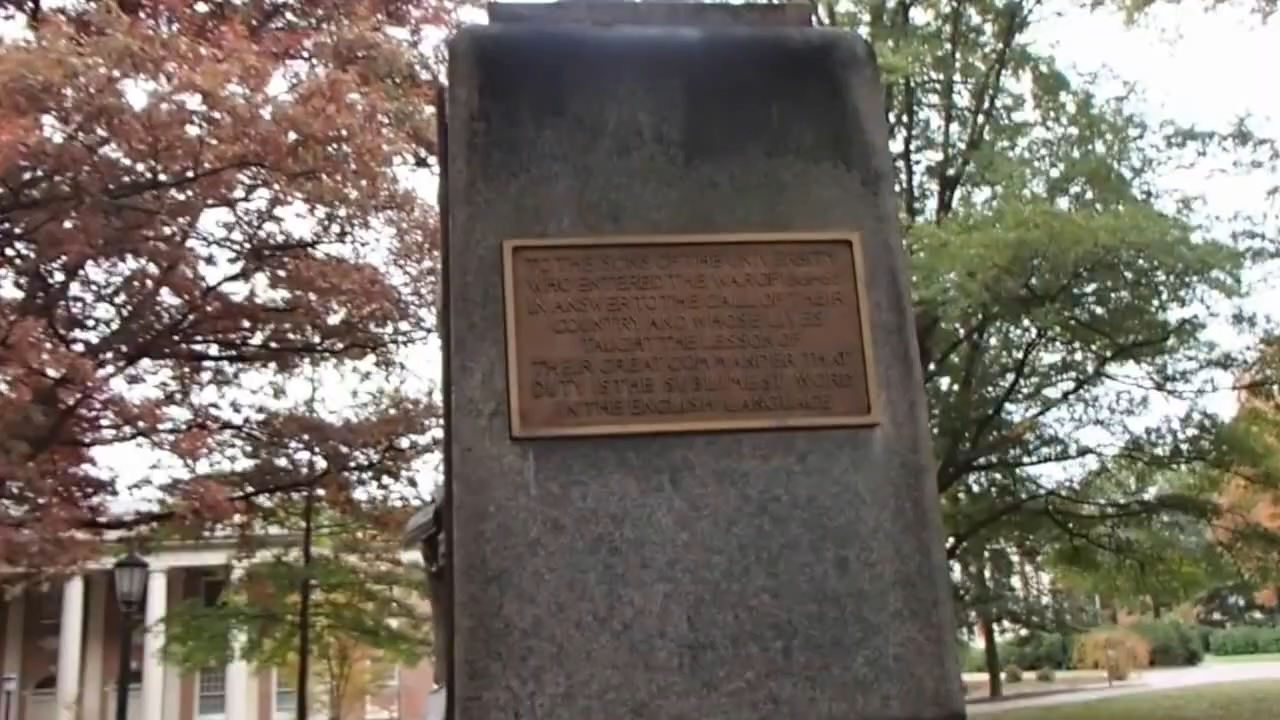 TO THE SONS OF THE UNIVERSITY
WHO ENTERED THE WAR OF
IN ANSWER TO THE CALL OF THEIR
COUNTRY AND WHOSE LIVES
TAUGHT THE LESSON OF
THEIR GREAT COMMANDER THAT
DUTY IS THE SUBLIMEST WORD
IN THE ENGLISH LANGUAGE